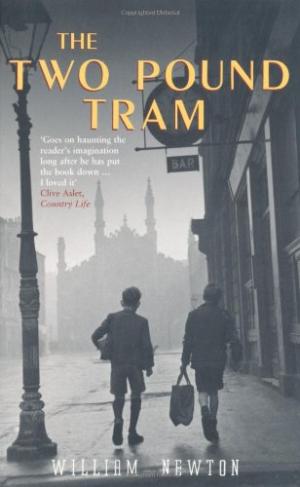 THE
TWO POUND
TRAM
'Goes on haunting the
reader's imagination
long after he has put
the book down ...
I loved it'
Clive Aslet,
Country Life
BAR
WILLIAM NEWTON